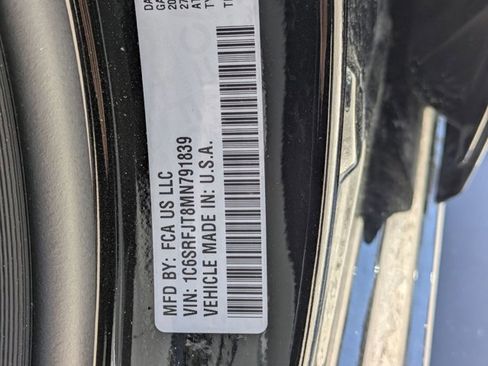 MFD BY: FCA US LLC
VIN: 1C6SRFJT8MN791839
VEHICLE MADE IN: U.S.A.